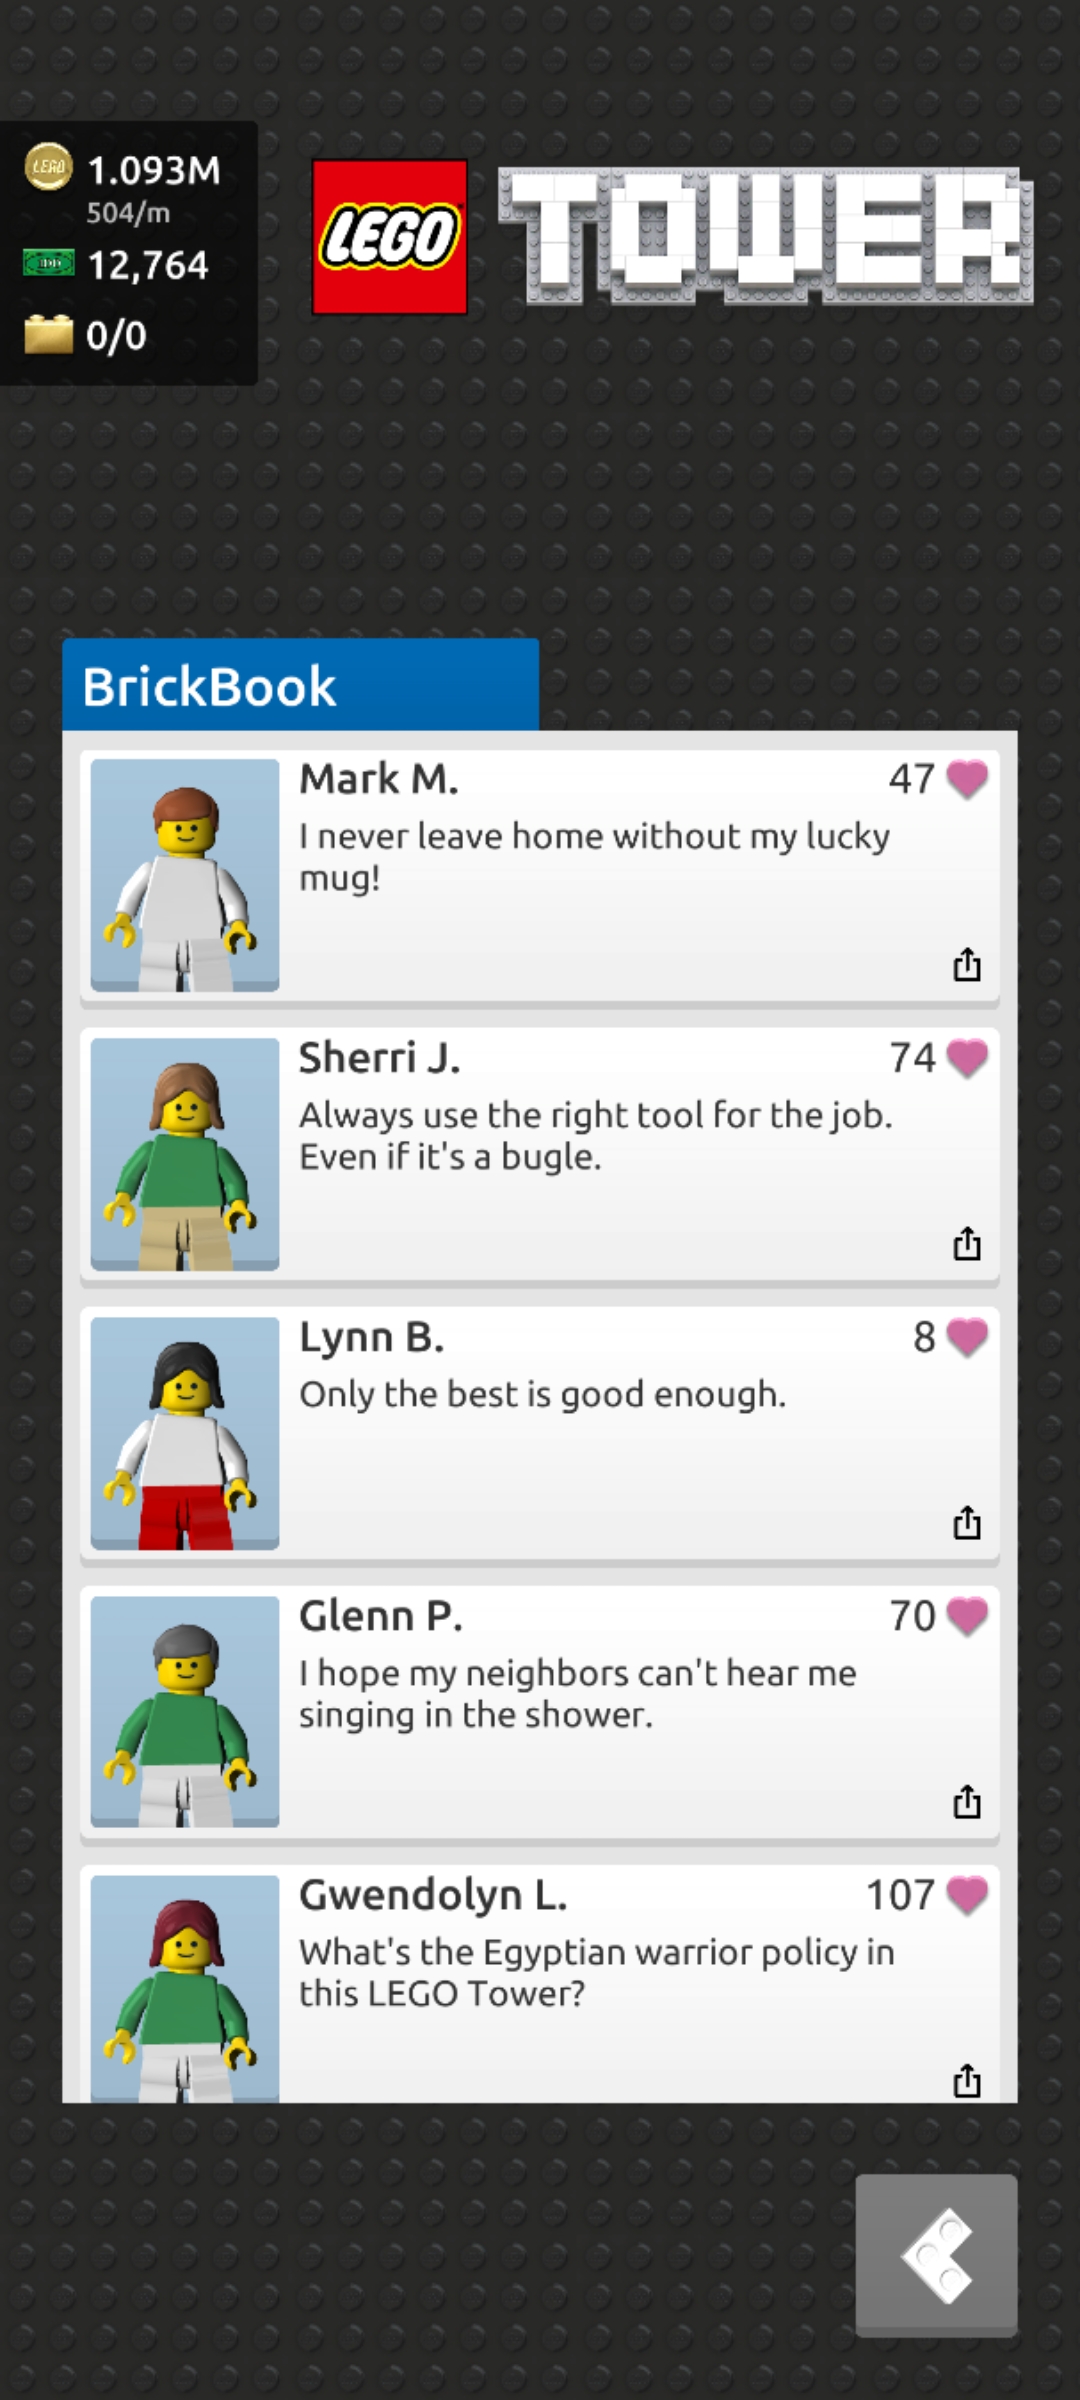 LEGO
1.093M
504/m
12,764
0/0
LEGO
TOWER
BrickBook
Mark M.
47
I never leave home without my lucky
mug!
Sherri J.
74
Always use the right tool for the job.
Even if it's a bugle.
Lynn B.
8
Only the best is good enough.
Glenn P.
70
I hope my neighbors can't hear me
singing in the shower.
Gwendolyn L.
107
What's the Egyptian warrior policy in
this LEGO Tower?